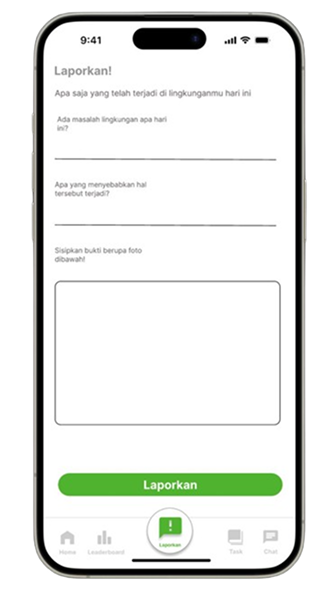 9:41
Laporkan!
Apa saja yang telah terjadi di lingkunganmu hari ini
Ada masalah lingkungan apa hari
ini?
Apa yang menyebabkan hal
tersebut terjadi?
Sisipkan bukti berupa foto
dibawah!
Laporkan
Home
Leaderboard
Laporkan
Task
Chat